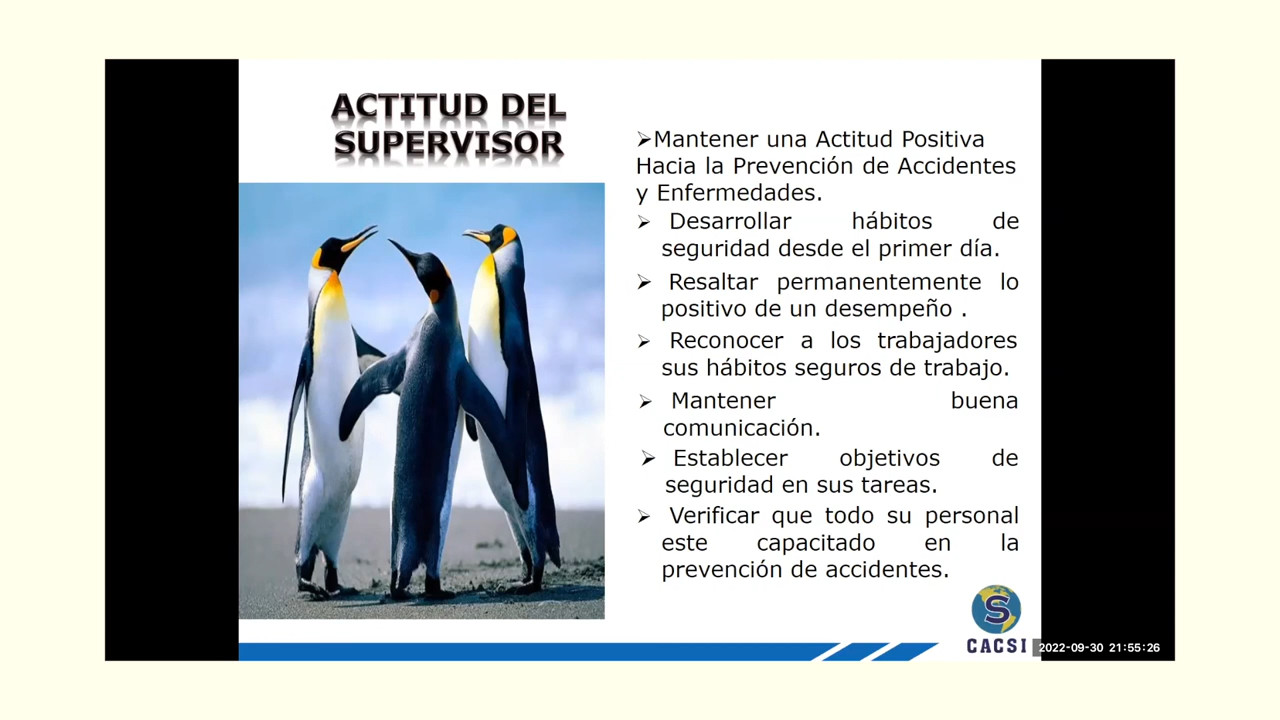 ACTITUD DEL
SUPERVISOR
➢Mantener una Actitud Positiva
Hacia la Prevención de Accidentes
y Enfermedades.
➢ Desarrollar hábitos de
seguridad desde el primer día.
➢ Resaltar permanentemente lo
positivo de un desempeño .
➢ Reconocer a los trabajadores
sus hábitos seguros de trabajo.
➢ Mantener buena
comunicación.
➢ Establecer objetivos de
seguridad en sus tareas.
➢ Verificar que todo su personal
este capacitado en la
prevención de accidentes.
S
CACSI
2022-09-30 21:55:26